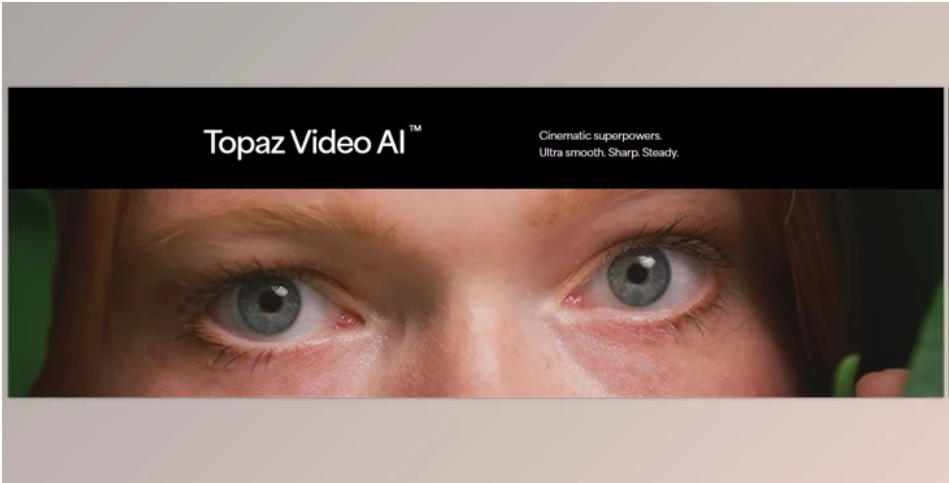 Topaz Video AI™
Cinematic superpowers.
Ultra smooth. Sharp. Steady.